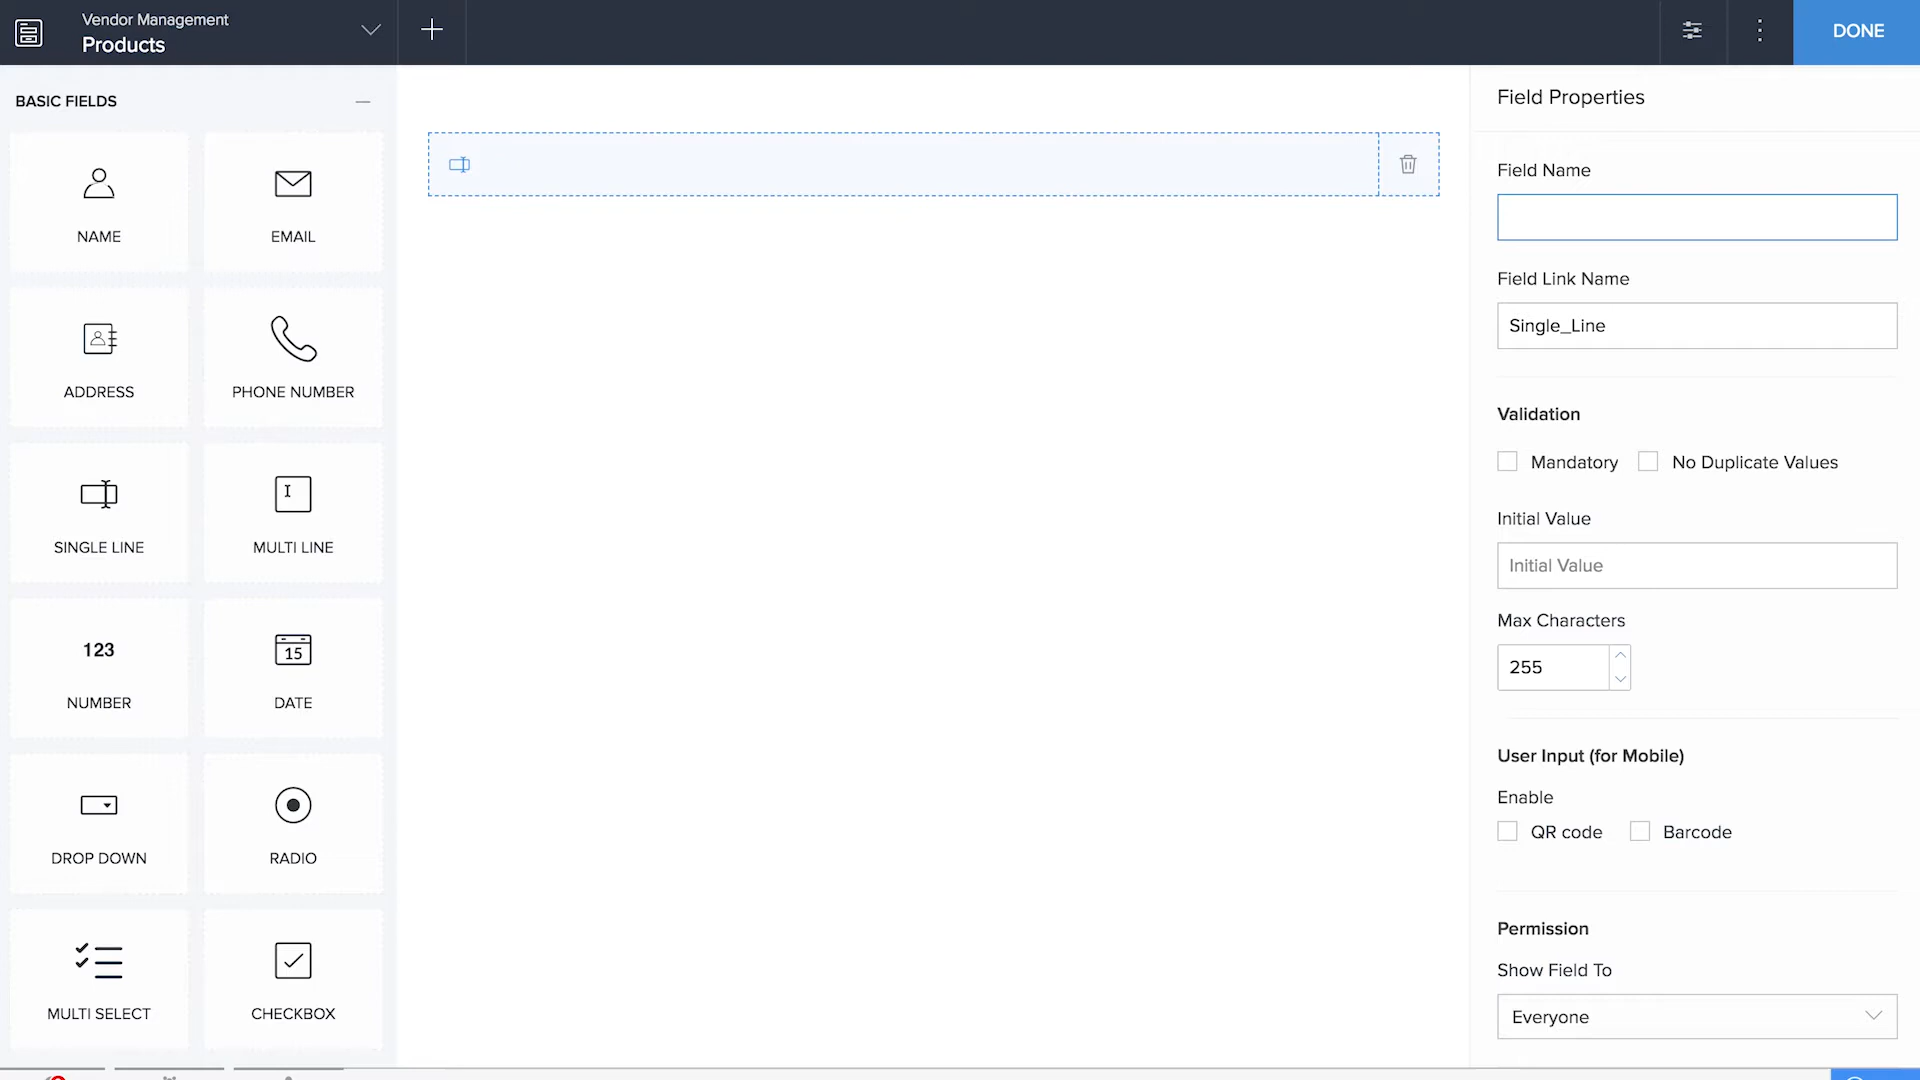 Vendor Management
Products
DONE
BASIC FIELDS
NAME
EMAIL
ADDRESS
PHONE NUMBER
SINGLE LINE
MULTI LINE
123
NUMBER
15
DATE
DROP DOWN
RADIO
MULTI SELECT
CHECKBOX
Field Properties
Field Name
Field Link Name
Single_Line
Validation
Mandatory
No Duplicate Values
Initial Value
Initial Value
Max Characters
255
User Input (for Mobile)
Enable
QR code
Barcode
Permission
Show Field To
Everyone